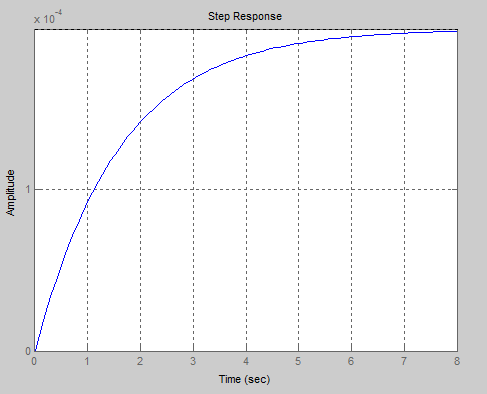 Step Response
x 10⁻⁴
Amplitude
1
0
0 1 2 3 4 5 6 7 8
Time (sec)